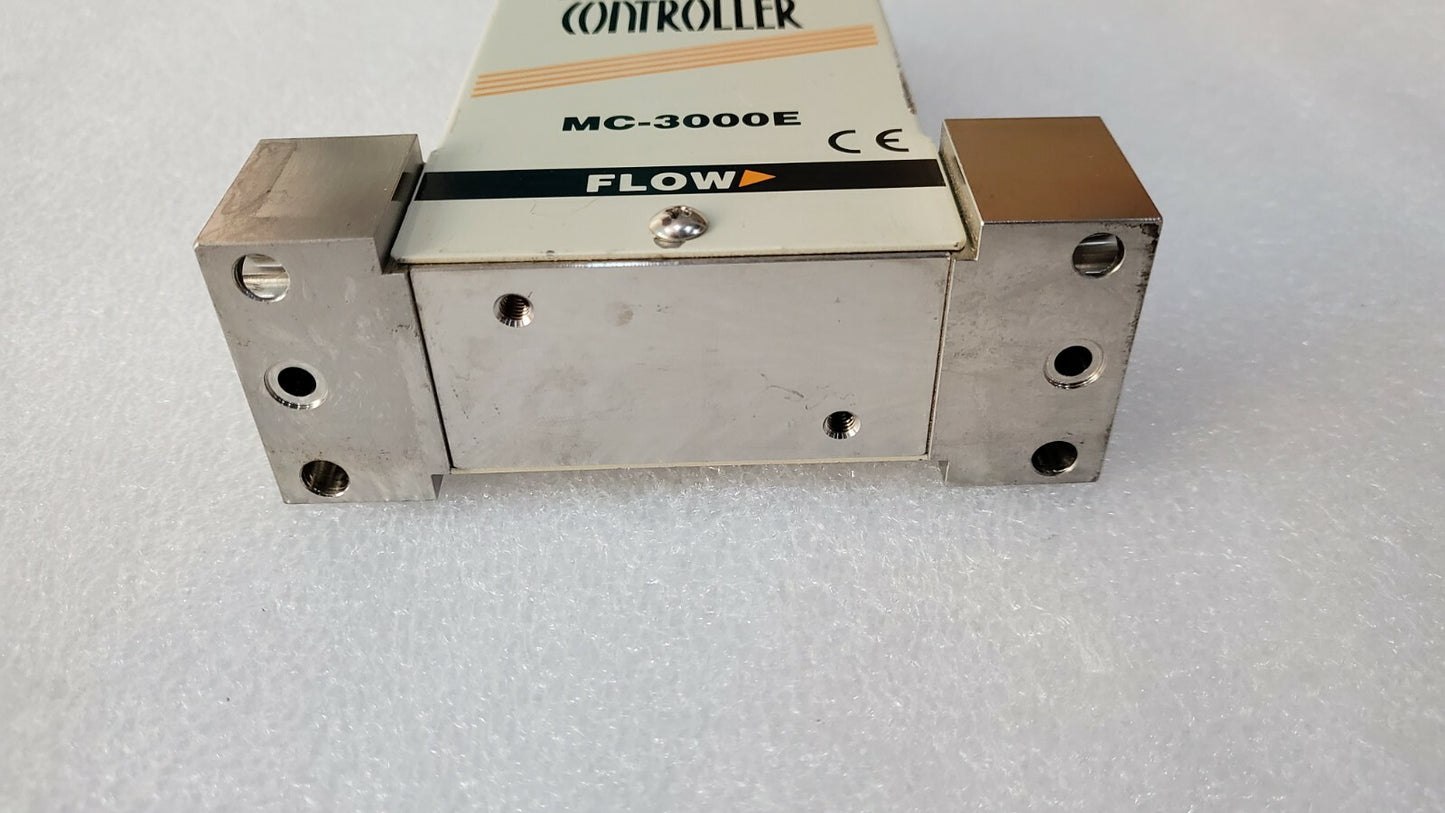 CONTROLLER
MC-3000E
CE
FLOW